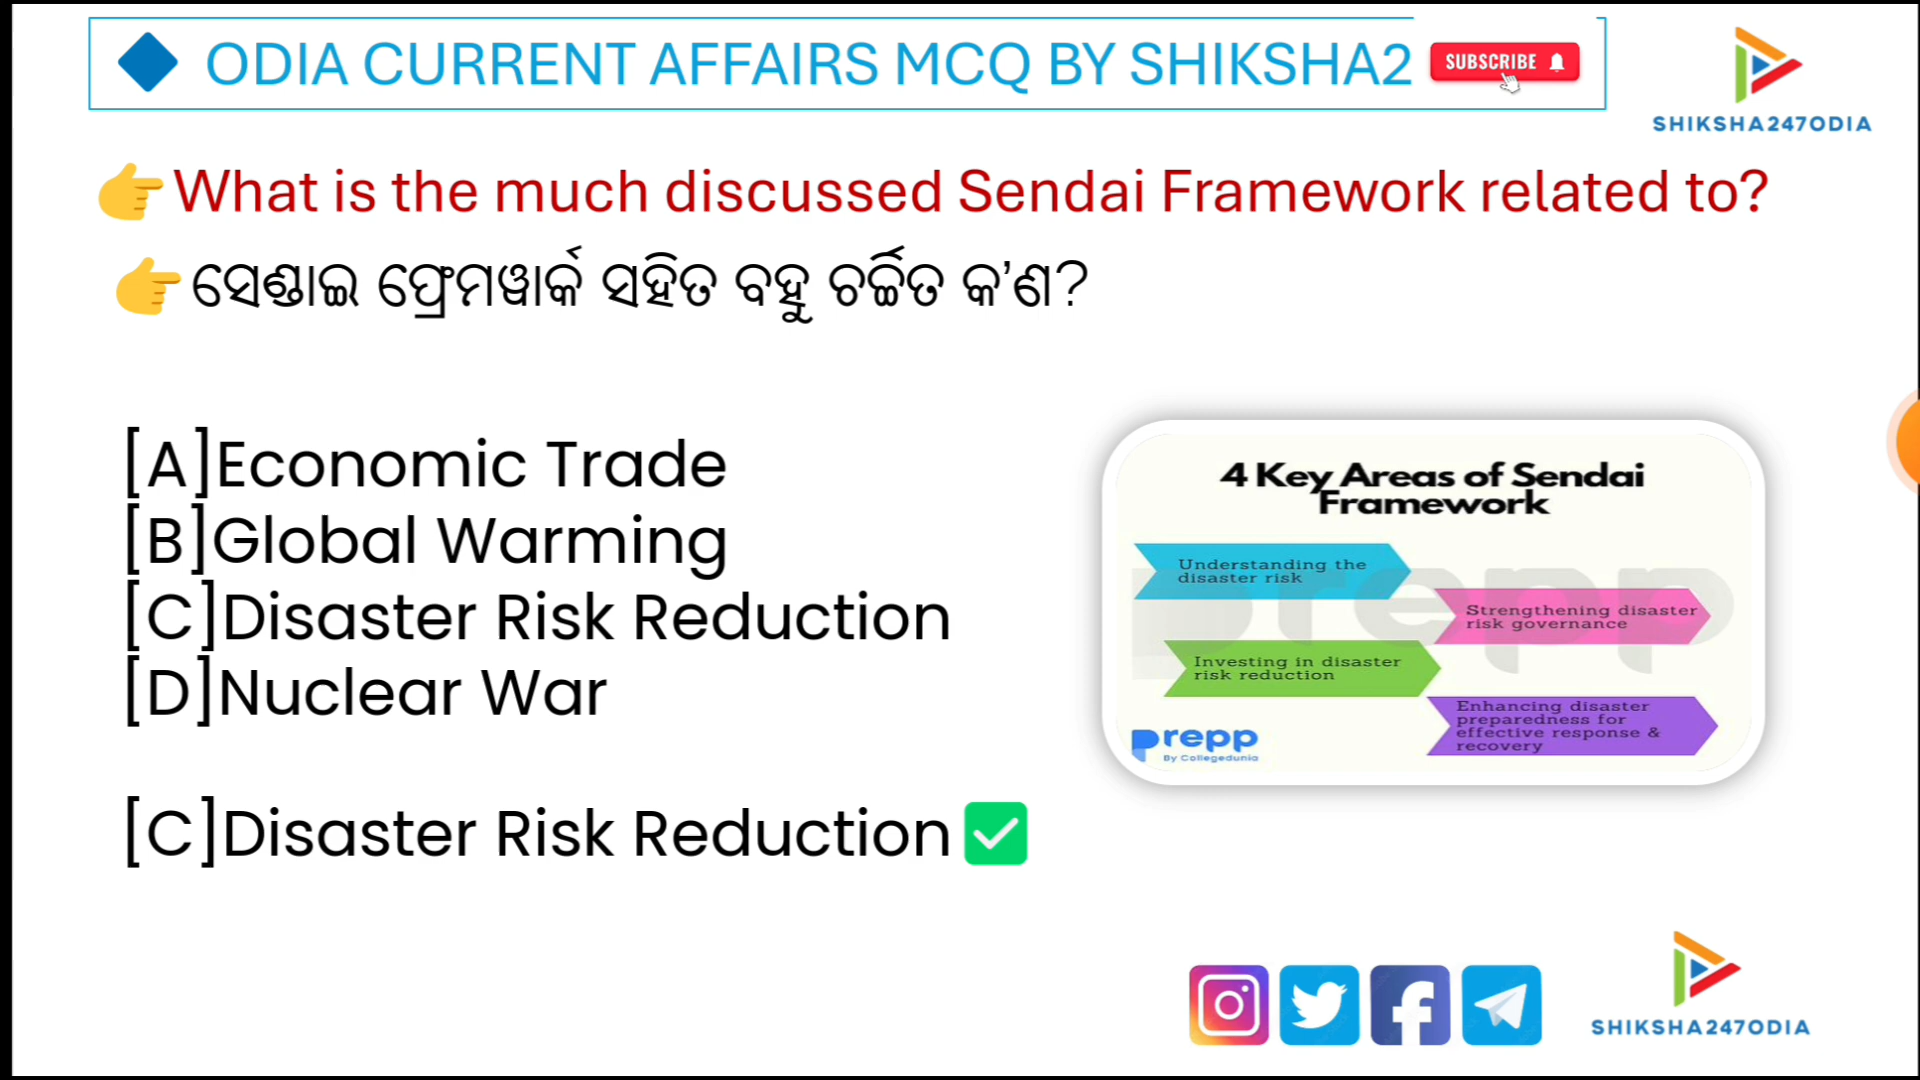 ODIA CURRENT AFFAIRS MCQ BY SHIKSHA2
SUBSCRIBE
SHIKSHA247ODIA
What is the much discussed Sendai Framework related to?
ସେଣ୍ଡାଇ ଫ୍ରେମୱାର୍କ ସହିତ ବହୁ ଚର୍ଚ୍ଚିତ କ'ଣ?
[A]Economic Trade
[B]Global Warming
[C]Disaster Risk Reduction
[D]Nuclear War
[C]Disaster Risk Reduction
4 Key Areas of Sendai
Framework
Understanding the
disaster risk
Strengthening disaster
risk governance
Investing in disaster
risk reduction
Enhancing disaster
preparedness for
effective response &
recovery
prepp
prepp
By Collegedunia
SHIKSHA247ODIA